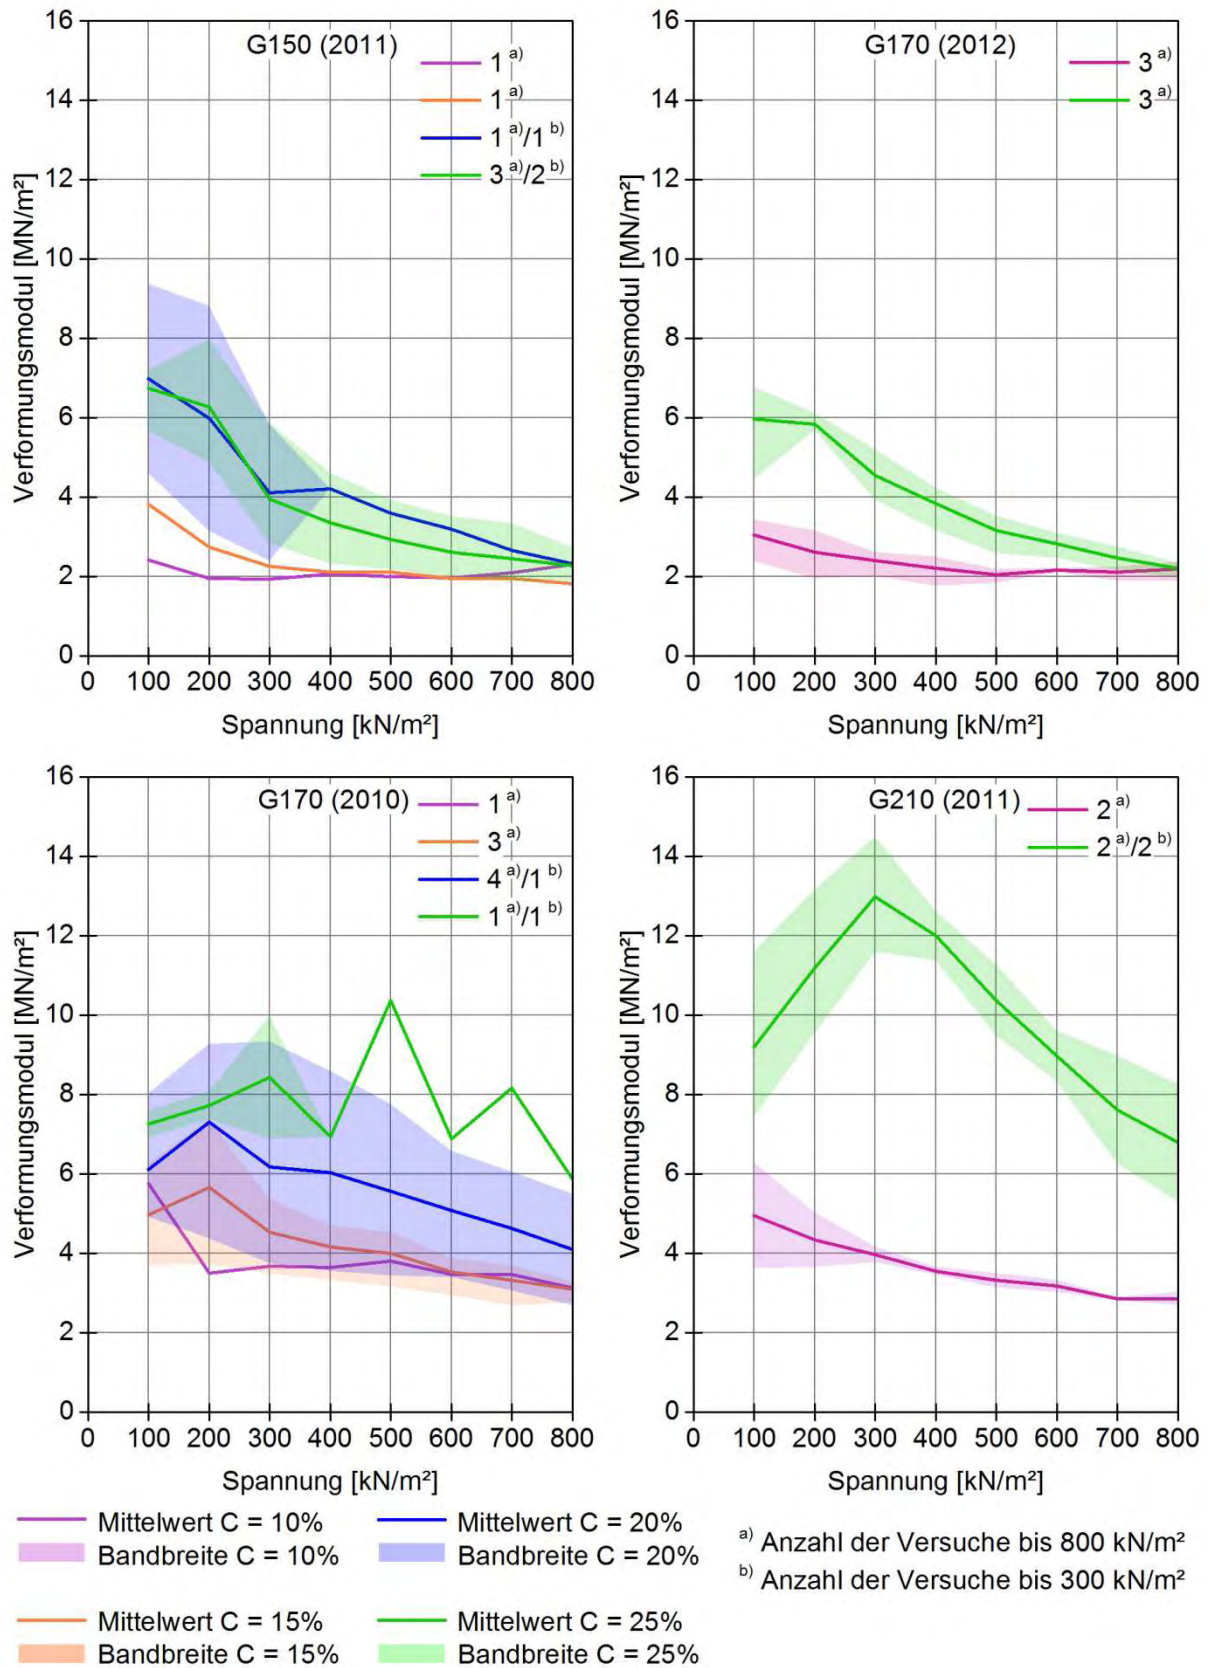 G150 (2011)
1 a)
1 a)
1 a)/1 b)
3 a)/2 b)
16
14
12
10
8
6
4
2
0
Verformungsmodul [MN/m²]
0 100 200 300 400 500 600 700 800
Spannung [kN/m²]
G170 (2012)
3 a)
3 a)
16
14
12
10
8
6
4
2
0
Verformungsmodul [MN/m²]
0 100 200 300 400 500 600 700 800
Spannung [kN/m²]
G170 (2010)
1 a)
3 a)
4 a)/1 b)
1 a)/1 b)
16
14
12
10
8
6
4
2
0
Verformungsmodul [MN/m²]
0 100 200 300 400 500 600 700 800
Spannung [kN/m²]
G210 (2011)
2 a)
2 a)/2 b)
16
14
12
10
8
6
4
2
0
Verformungsmodul [MN/m²]
0 100 200 300 400 500 600 700 800
Spannung [kN/m²]
Mittelwert C = 10%
Bandbreite C = 10%
Mittelwert C = 15%
Bandbreite C = 15%
Mittelwert C = 20%
Bandbreite C = 20%
Mittelwert C = 25%
Bandbreite C = 25%
a) Anzahl der Versuche bis 800 kN/m²
b) Anzahl der Versuche bis 300 kN/m²